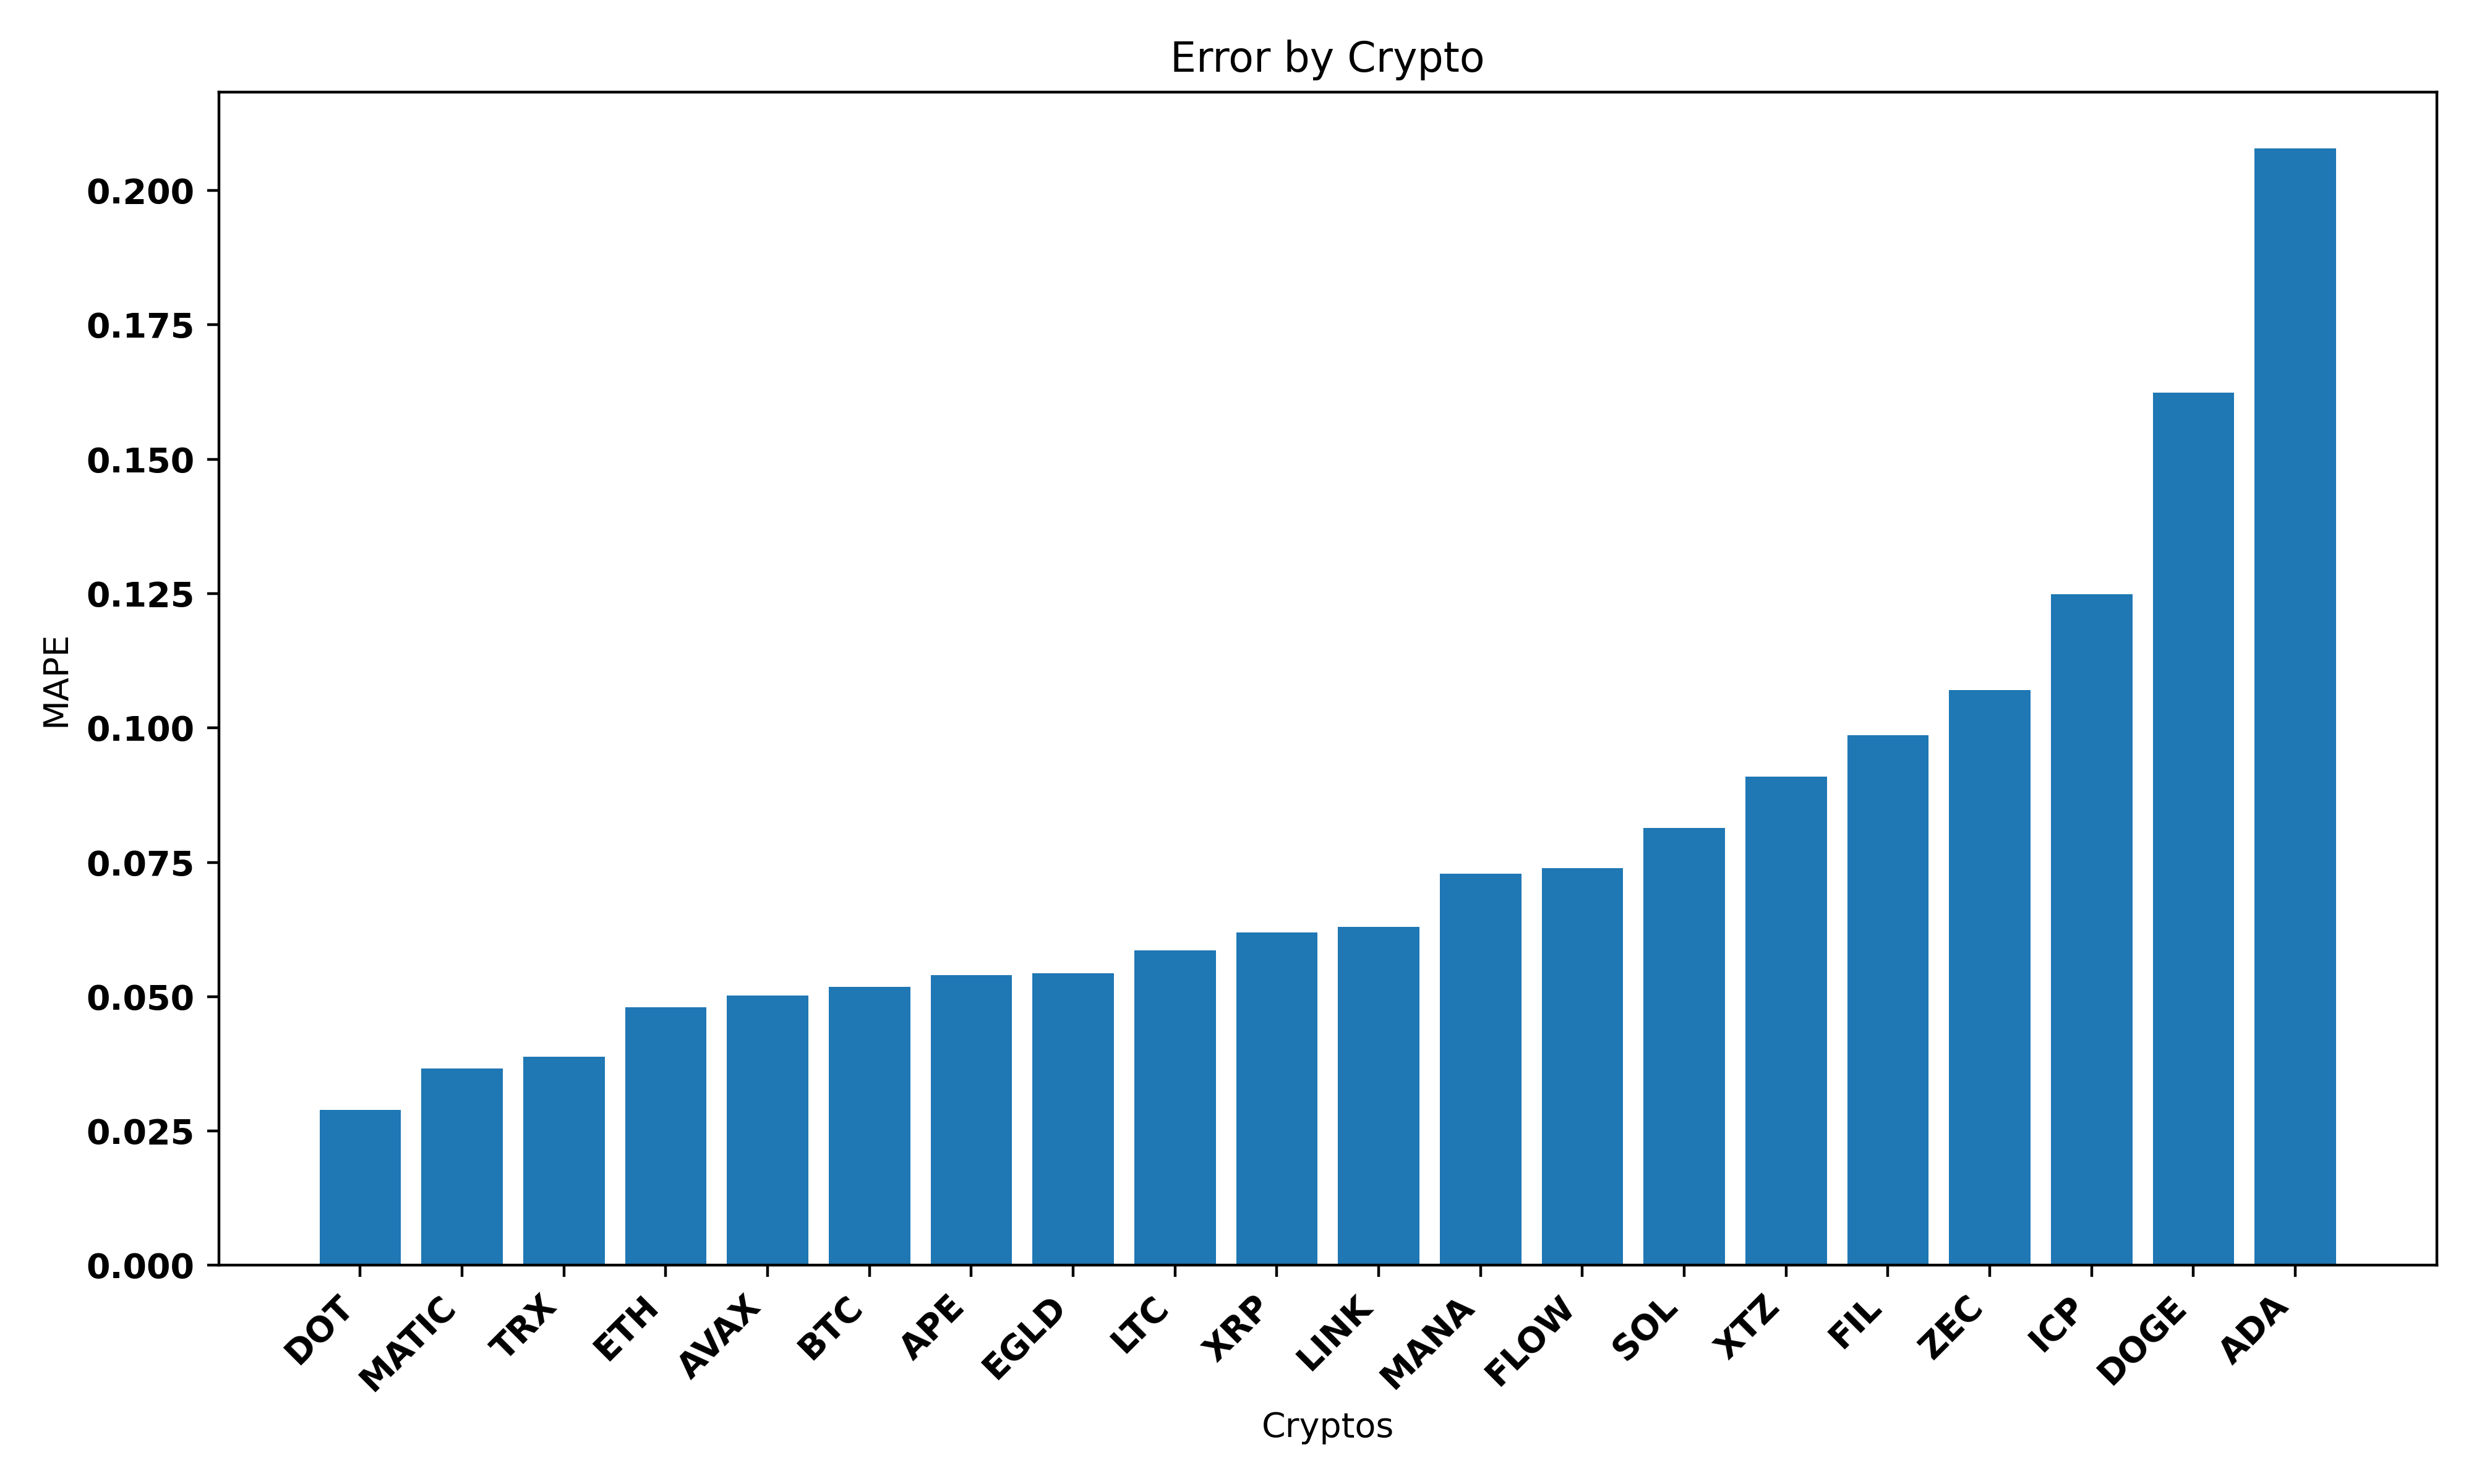 Error by Crypto
MAPE
0.200
0.175
0.150
0.125
0.100
0.075
0.050
0.025
0.000
DOT
MATIC
TRX
ETH
AVAX
BTC
APE
EGLD
LTC
XRP
LINK
MANA
FLOW
SOL
XTZ
FIL
ZEC
ICP
DOGE
ADA
Cryptos